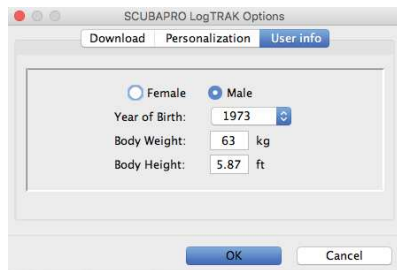 SCUBAPRO LogTRAK Options
Download Personalization User info
Female Male
Year of Birth: 1973
Body Weight: 63 kg
Body Height: 5.87 ft
OK Cancel